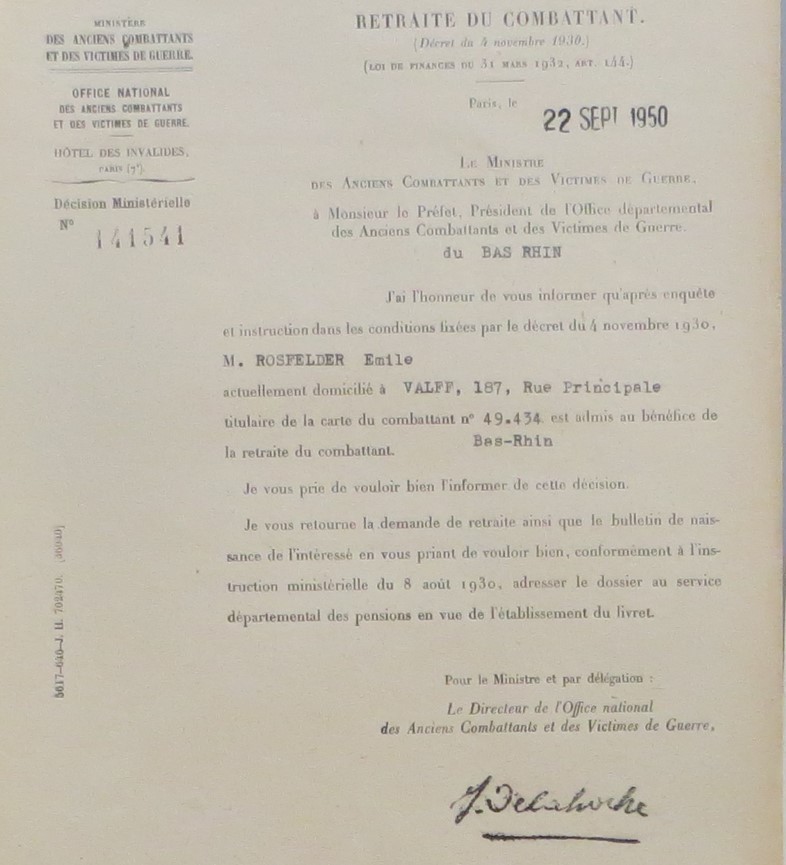 MINISTÈRE
DES ANCIENS COMBATTANTS
ET DES VICTIMES DE GUERRE.
OFFICE NATIONAL
DES ANCIENS COMBATTANTS
ET DES VICTIMES DE GUERRE.
HÔTEL DES INVALIDES,
PARIS (7e).
Décision Ministérielle
N° 141541
RETRAITE DU COMBATTANT.
(Décret du 4 novembre 1930.)
(LOI DE FINANCES DU 31 MARS 1932, ART. 144.)
Paris, le 22 SEPT 1950
LE MINISTRE
DES ANCIENS COMBATTANTS ET DES VICTIMES DE GUERRE,
à Monsieur le Préfet, Président de l'Office départemental
des Anciens Combattants et des Victimes de Guerre.
du BAS RHIN
J'ai l'honneur de vous informer qu'après enquête
et instruction dans les conditions fixées par le décret du 4 novembre 1930,
M. ROSFELDER Emile
actuellement domicilié à VALFF, 187, Rue Principale
titulaire de la carte du combattant n° 49.434 est admis au bénéfice de
Bas-Rhin
la retraite du combattant.
Je vous prie de vouloir bien l'informer de cette décision.
Je vous retourne la demande de retraite ainsi que le bulletin de nais-
sance de l'intéressé en vous priant de vouloir bien, conformément à l'ins-
truction ministérielle du 8 août 1930, adresser le dossier au service
départemental des pensions en vue de l'établissement du livret.
Pour le Ministre et par délégation :
Le Directeur de l'Office national
des Anciens Combattants et des Victimes de Guerre,
5617-646-J. H. 702470.